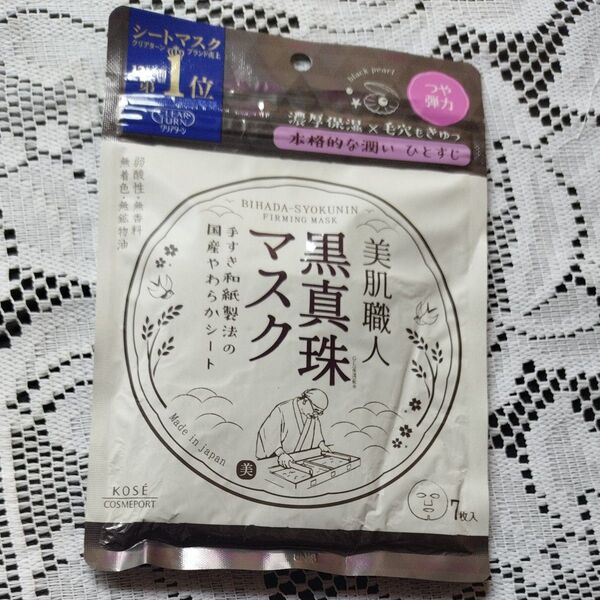 シートマスク
クリアターン ブランド売上
第1位
CLEAR
TURN
クリアターン
black pearl
つや
弾力
濃厚保湿×毛穴もきゅっ
本格的な潤い ひとすじ
弱酸性・無香料
無着色・無鉱物油
BIHADA-SYOKUNIN
FIRMING MASK
美肌職人
黒真珠
マスク
手すき和紙製法の
国産やわらかシート
Made in Japan
美
KOSÉ
COSMEPORT
7枚入